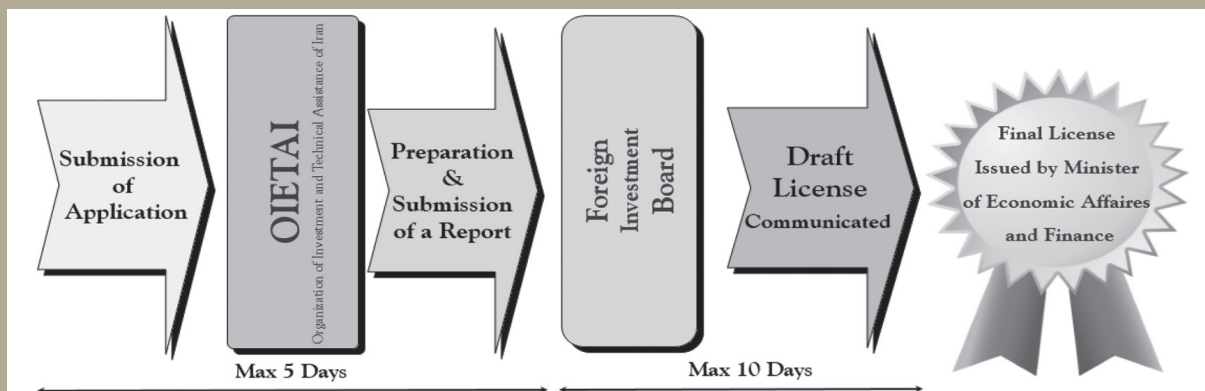 Submission
of
Application
OIETAI
Organization of Investment and Technical Assistance of Iran
Preparation
&
Submission
of a Report
Foreign
Investment
Board
Draft
License
Communicated
Final License
Issued by Minister
of Economic Affaires
and Finance
Max 5 Days
Max 10 Days